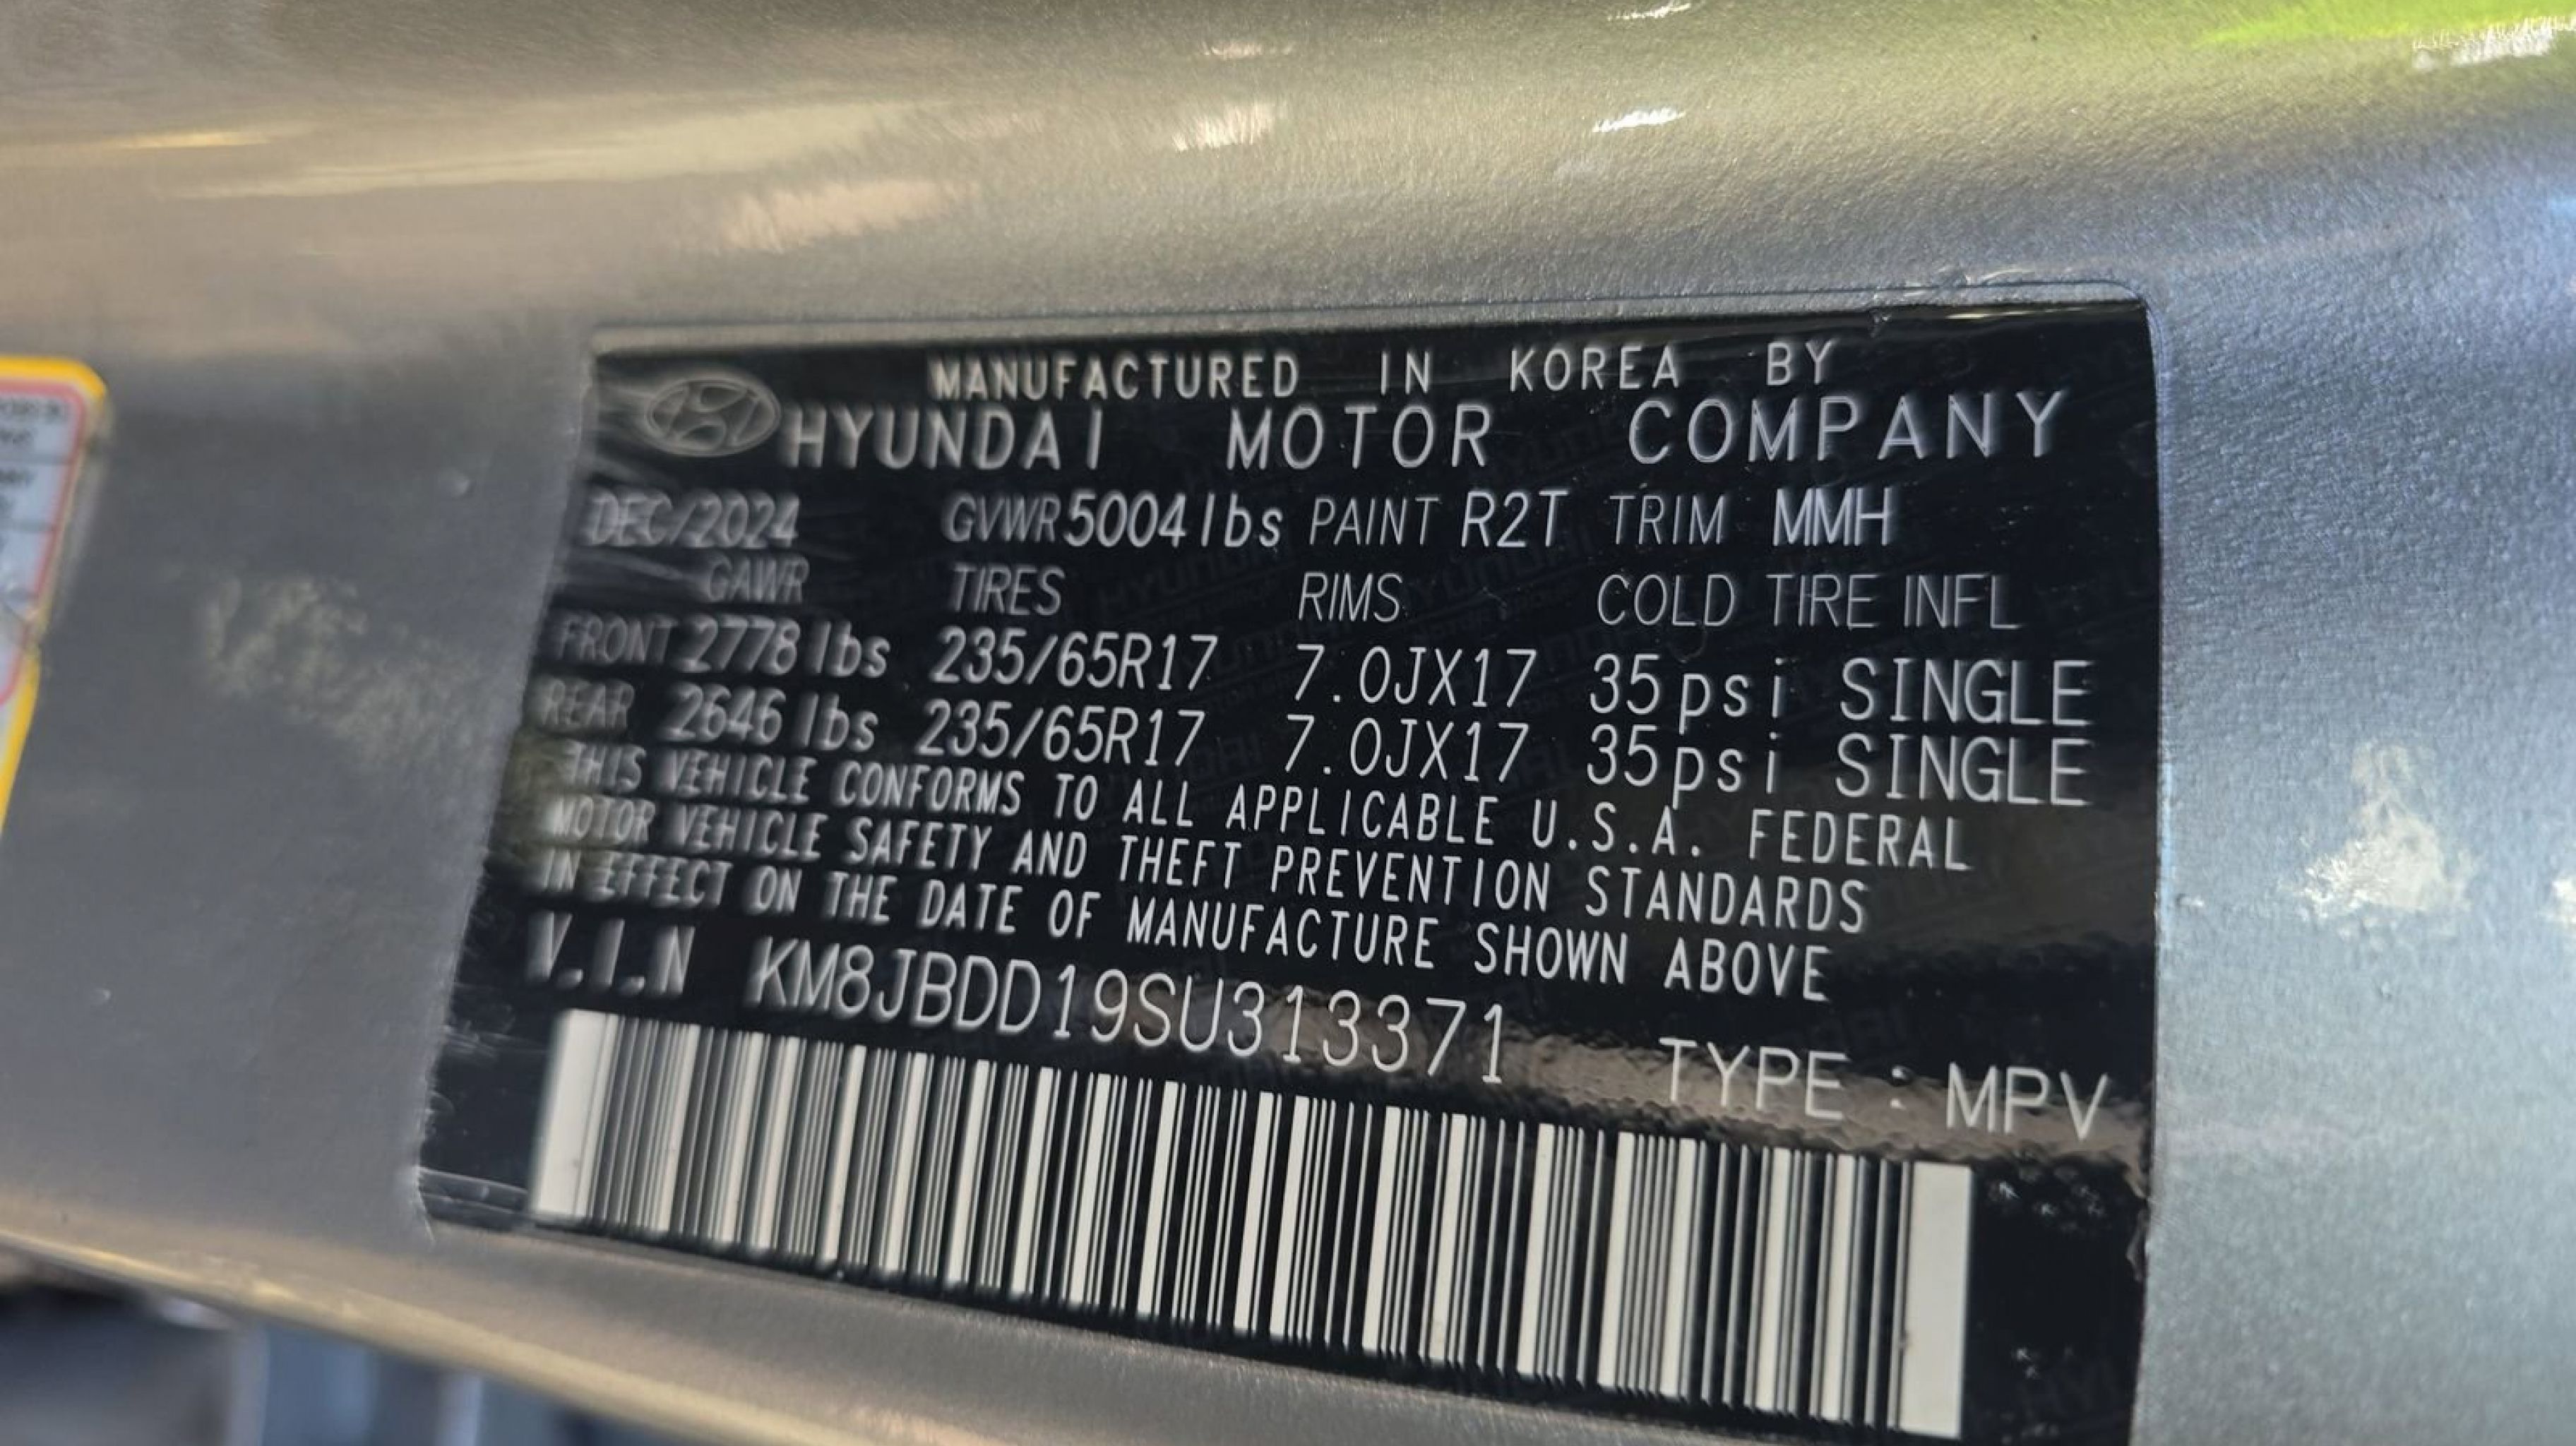 MANUFACTURED IN KOREA BY
HYUNDAI MOTOR COMPANY
DEC/2024 GVWR 5004 lbs PAINT R2T TRIM MMH
GAWR TIRES RIMS COLD TIRE INFL
FRONT 2778 lbs 235/65R17 7.0JX17 35psi SINGLE
REAR 2646 lbs 235/65R17 7.0JX17 35psi SINGLE
THIS VEHICLE CONFORMS TO ALL APPLICABLE U.S.A. FEDERAL
MOTOR VEHICLE SAFETY AND THEFT PREVENTION STANDARDS
IN EFFECT ON THE DATE OF MANUFACTURE SHOWN ABOVE
V.I.N KM8JBDD19SU313371
TYPE : MPV